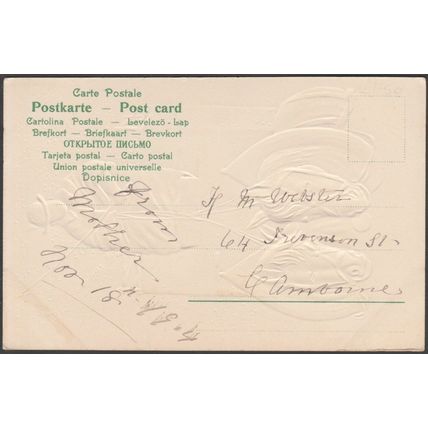 Carte Postale
Postkarte — Post card
Cartolina Postale — Levelező-Lap
Brefkort — Briefkaart — Brevkort
ОТКРЫТОЕ ПИСЬМО
Tarjeta postal — Carto postal
Union postale universelle
Dopisnice
From
Mother
Nov 18
M Webster
64 Stevenson St
Camborne